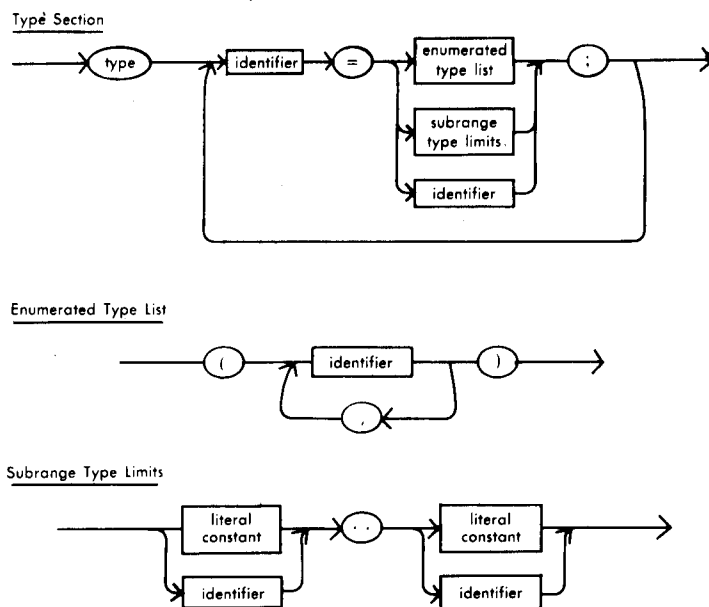 Type Section
type
identifier
=
enumerated
type list
;
subrange
type limits
identifier
Enumerated Type List
(
identifier
)
,
Subrange Type Limits
literal
constant
..
literal
constant
identifier
identifier